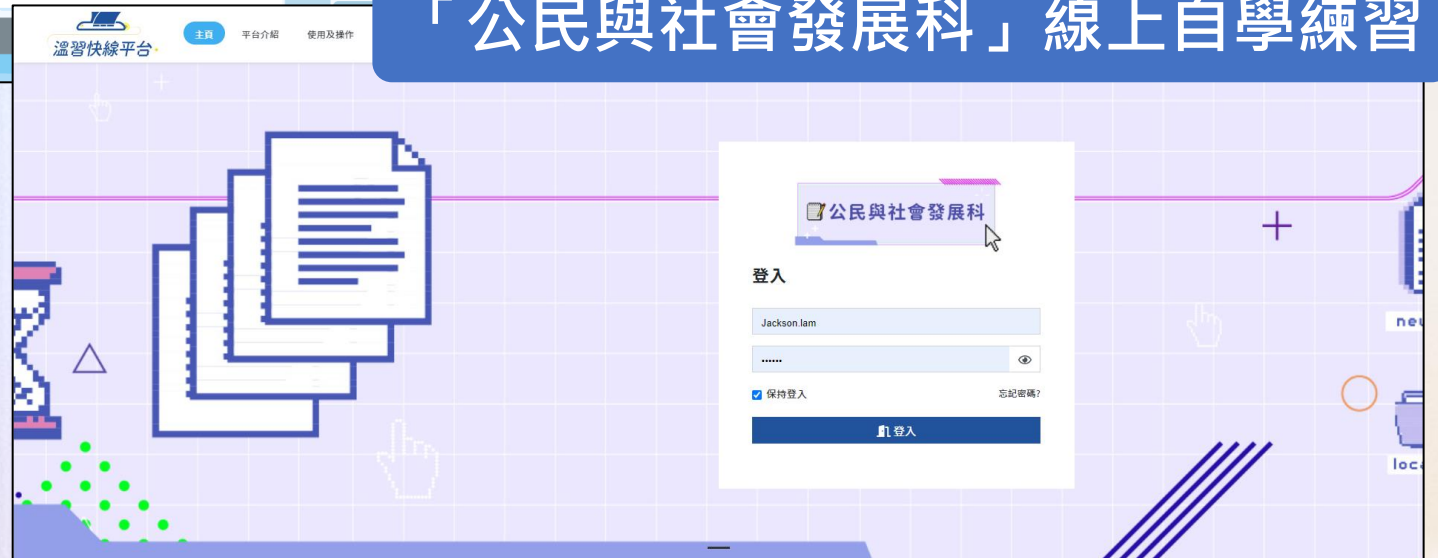 「公民與社會發展科」線上自學練習
溫習快線平台
主頁 平台介紹 使用及操作
公民與社會發展科
登入
Jackson.lam
保持登入 忘記密碼?
登入